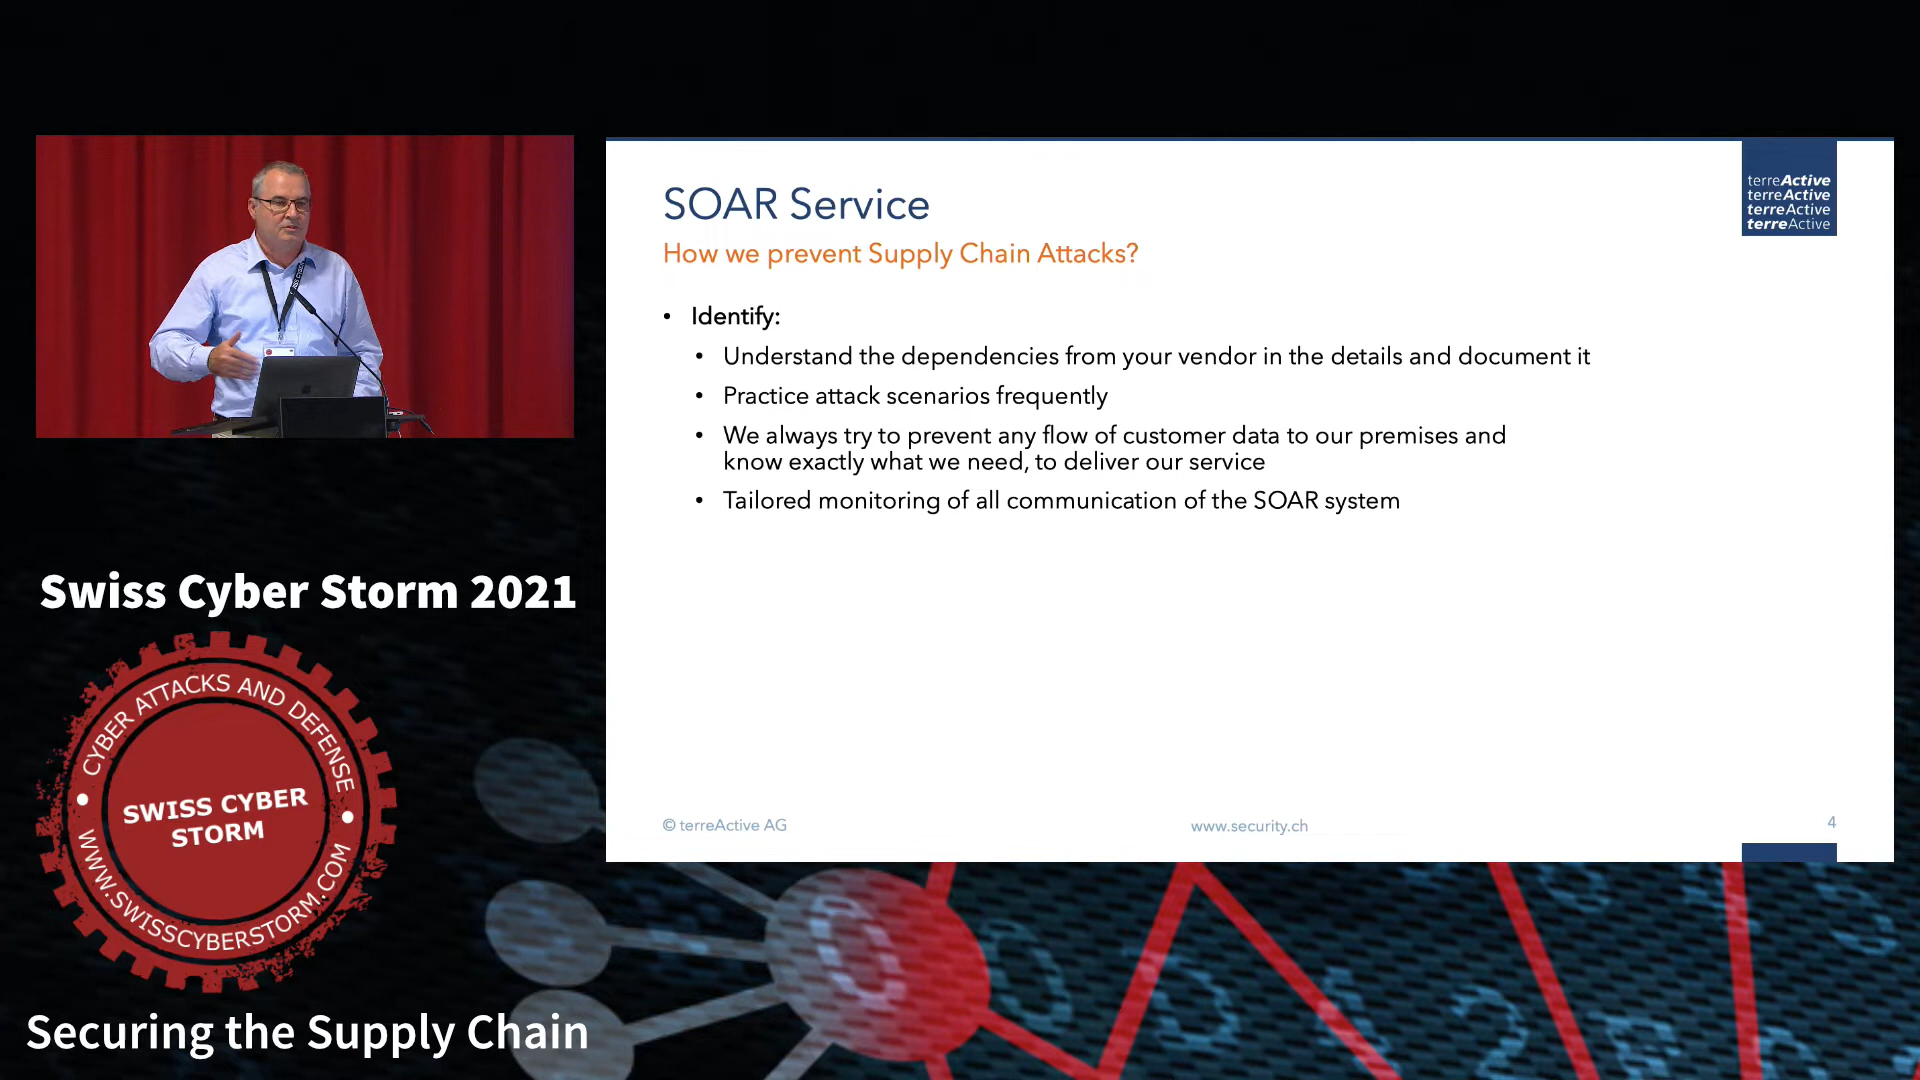 terreActive
terreActive
terreActive
terreActive
SOAR Service
How we prevent Supply Chain Attacks?
• Identify:
• Understand the dependencies from your vendor in the details and document it
• Practice attack scenarios frequently
• We always try to prevent any flow of customer data to our premises and
know exactly what we need, to deliver our service
• Tailored monitoring of all communication of the SOAR system
© terreActive AG
www.security.ch
4
Swiss Cyber Storm 2021
CYBER ATTACKS AND DEFENSE
SWISS CYBER
STORM
WWW.SWISSCYBERSTORM.COM
Securing the Supply Chain